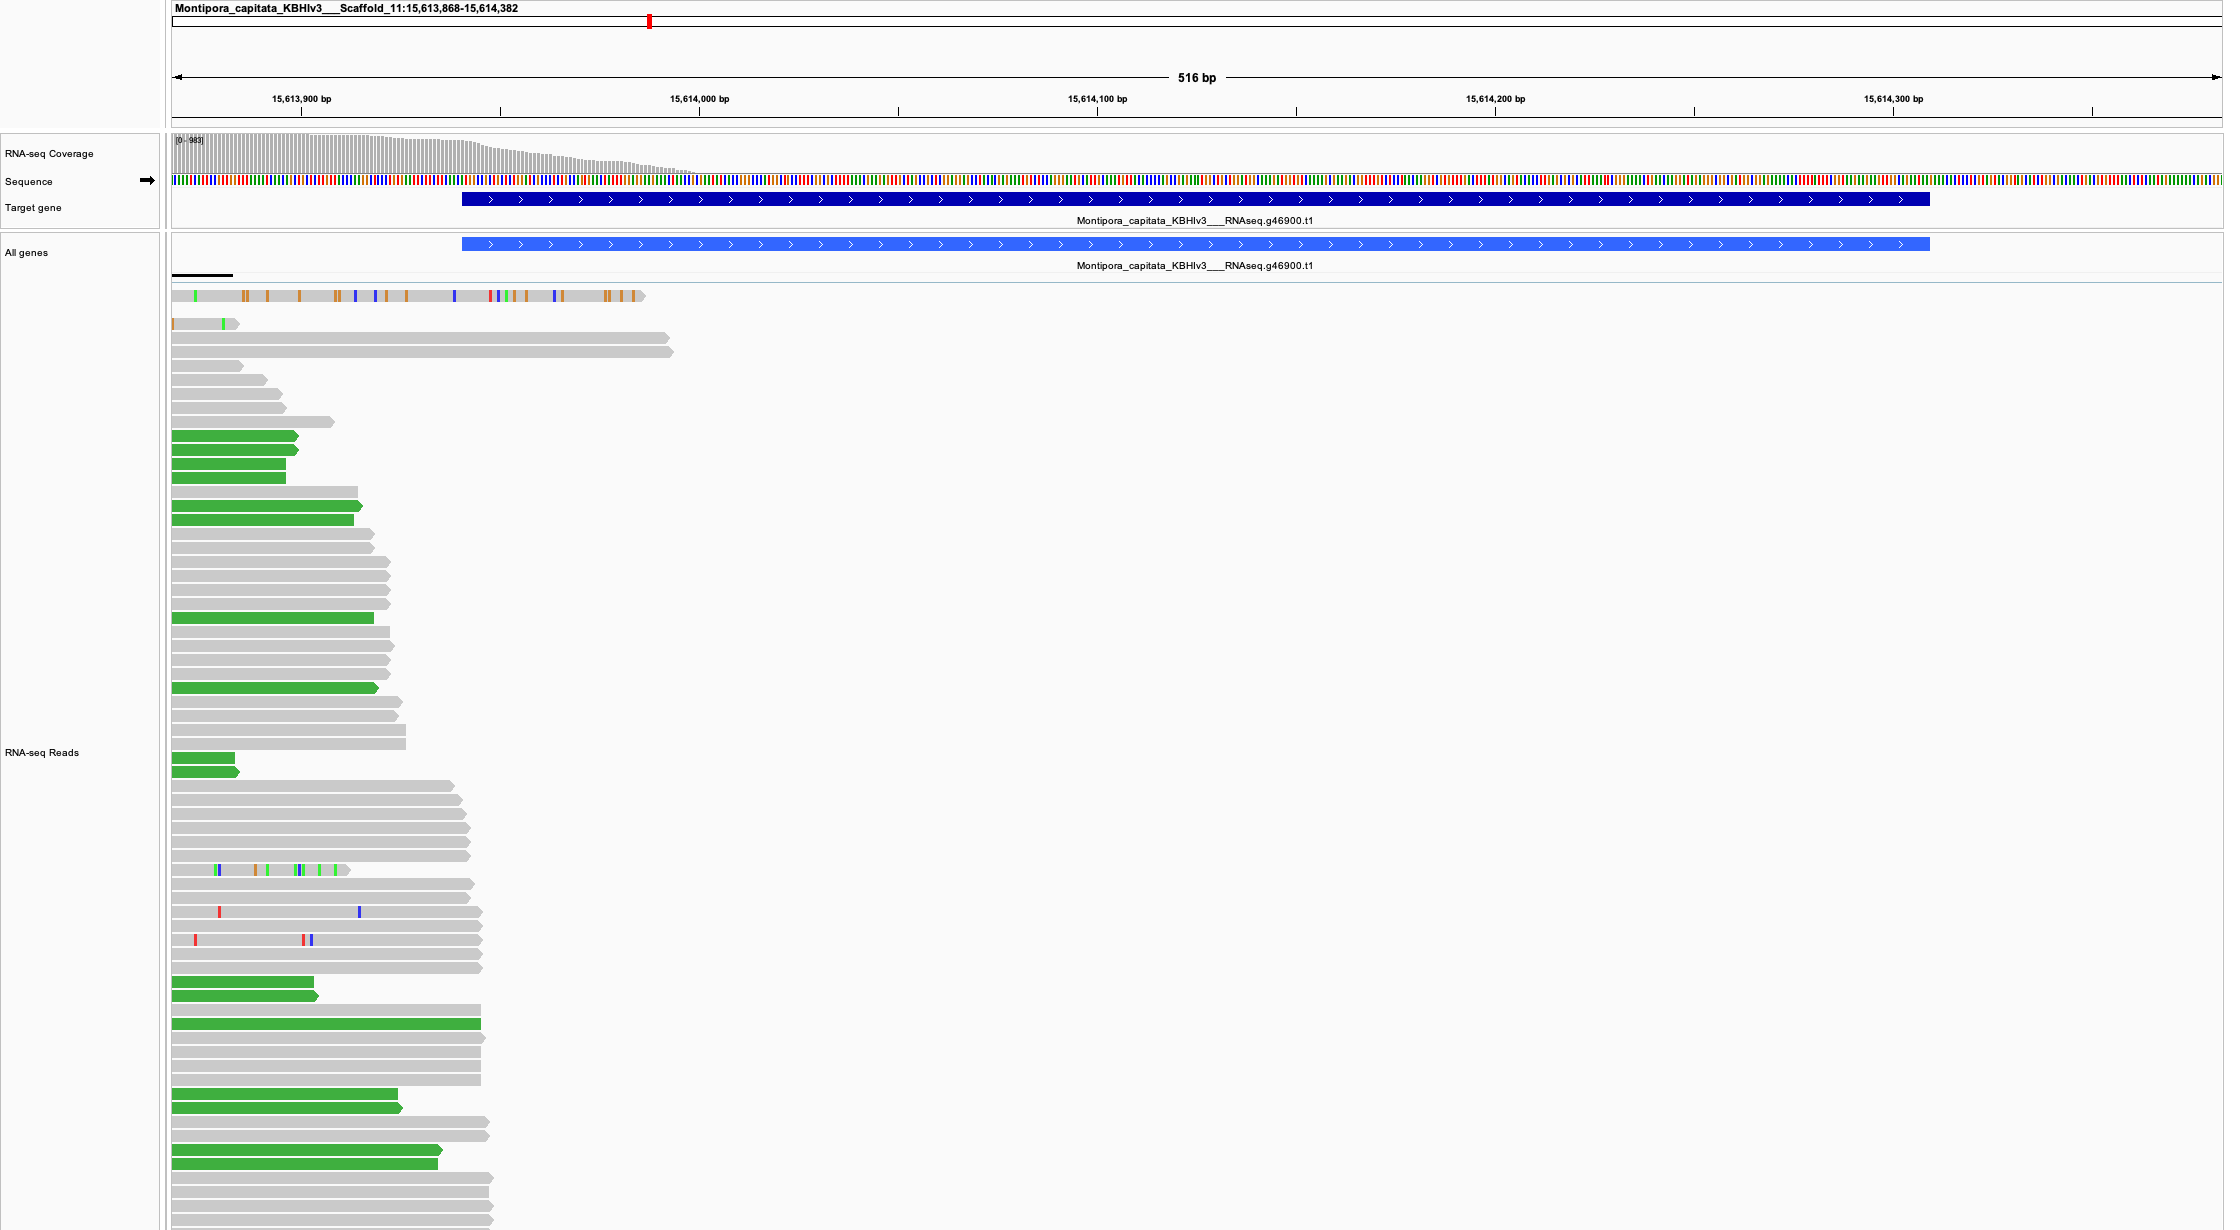 Montipora_capitata_KBHIv3___Scaffold_11:15,613,868-15,614,382
516 bp
15,613,900 bp
15,614,000 bp
15,614,100 bp
15,614,200 bp
15,614,300 bp
[0 - 983]
RNA-seq Coverage
Sequence
Target gene
Montipora_capitata_KBHIv3___RNAseq.g46900.t1
All genes
Montipora_capitata_KBHIv3___RNAseq.g46900.t1
RNA-seq Reads